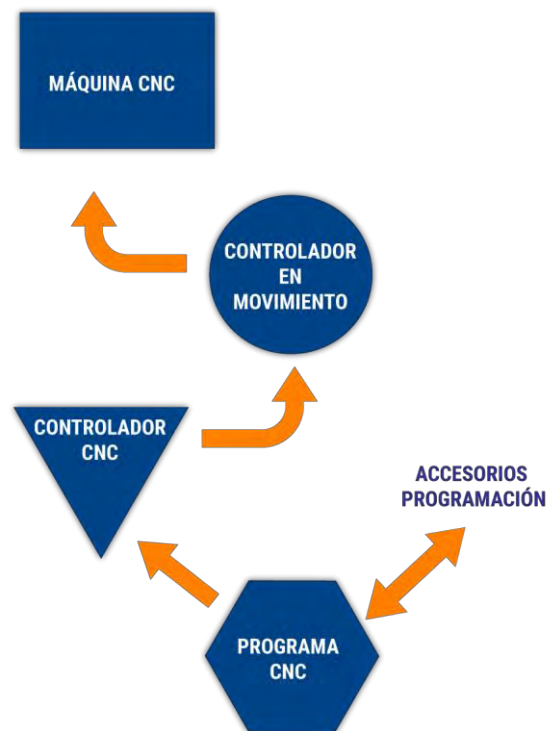 MÁQUINA CNC
CONTROLADOR
EN
MOVIMIENTO
CONTROLADOR
CNC
ACCESORIOS
PROGRAMACIÓN
PROGRAMA
CNC